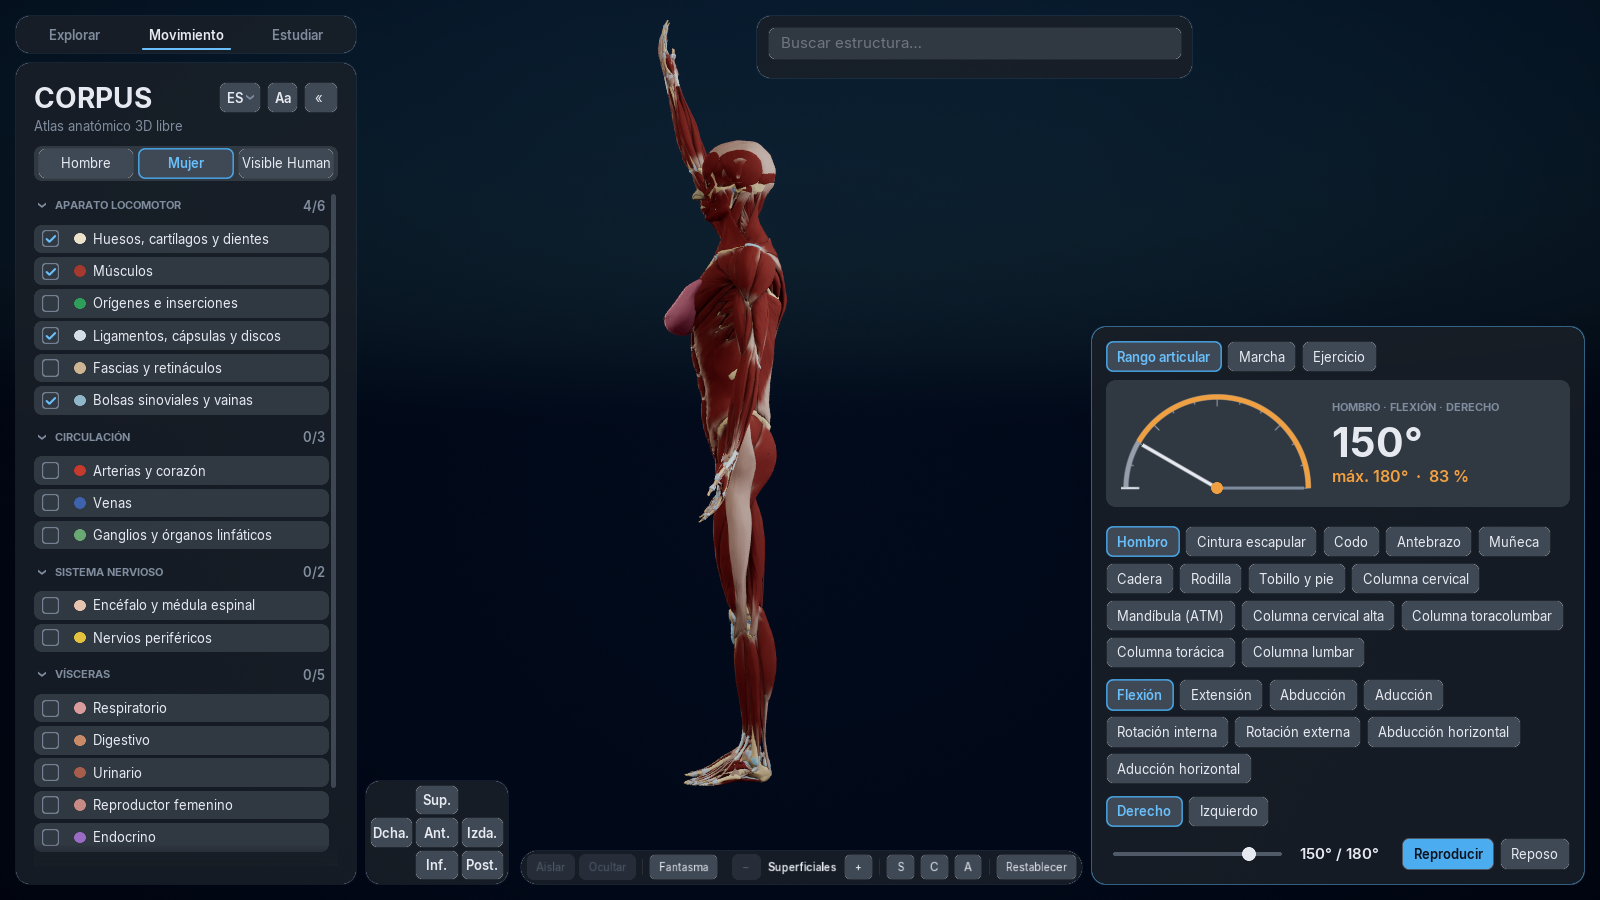 Explorar Movimiento Estudiar
Buscar estructura...
CORPUS ES Aa «
Atlas anatómico 3D libre
Hombre Mujer Visible Human
APARATO LOCOMOTOR 4/6
Huesos, cartílagos y dientes
Músculos
Orígenes e inserciones
Ligamentos, cápsulas y discos
Fascias y retináculos
Bolsas sinoviales y vainas
CIRCULACIÓN 0/3
Arterias y corazón
Venas
Ganglios y órganos linfáticos
SISTEMA NERVIOSO 0/2
Encéfalo y médula espinal
Nervios periféricos
VÍSCERAS 0/5
Respiratorio
Digestivo
Urinario
Reproductor femenino
Endocrino
Sup.
Dcha. Ant. Izda.
Inf. Post.
Aislar Ocultar Fantasma − Superficiales + S C A Restablecer
Rango articular Marcha Ejercicio
HOMBRO · FLEXIÓN · DERECHO
150°
máx. 180° · 83 %
Hombro Cintura escapular Codo Antebrazo Muñeca
Cadera Rodilla Tobillo y pie Columna cervical
Mandíbula (ATM) Columna cervical alta Columna toracolumbar
Columna torácica Columna lumbar
Flexión Extensión Abducción Aducción
Rotación interna Rotación externa Abducción horizontal
Aducción horizontal
Derecho Izquierdo
150° / 180° Reproducir Reposo